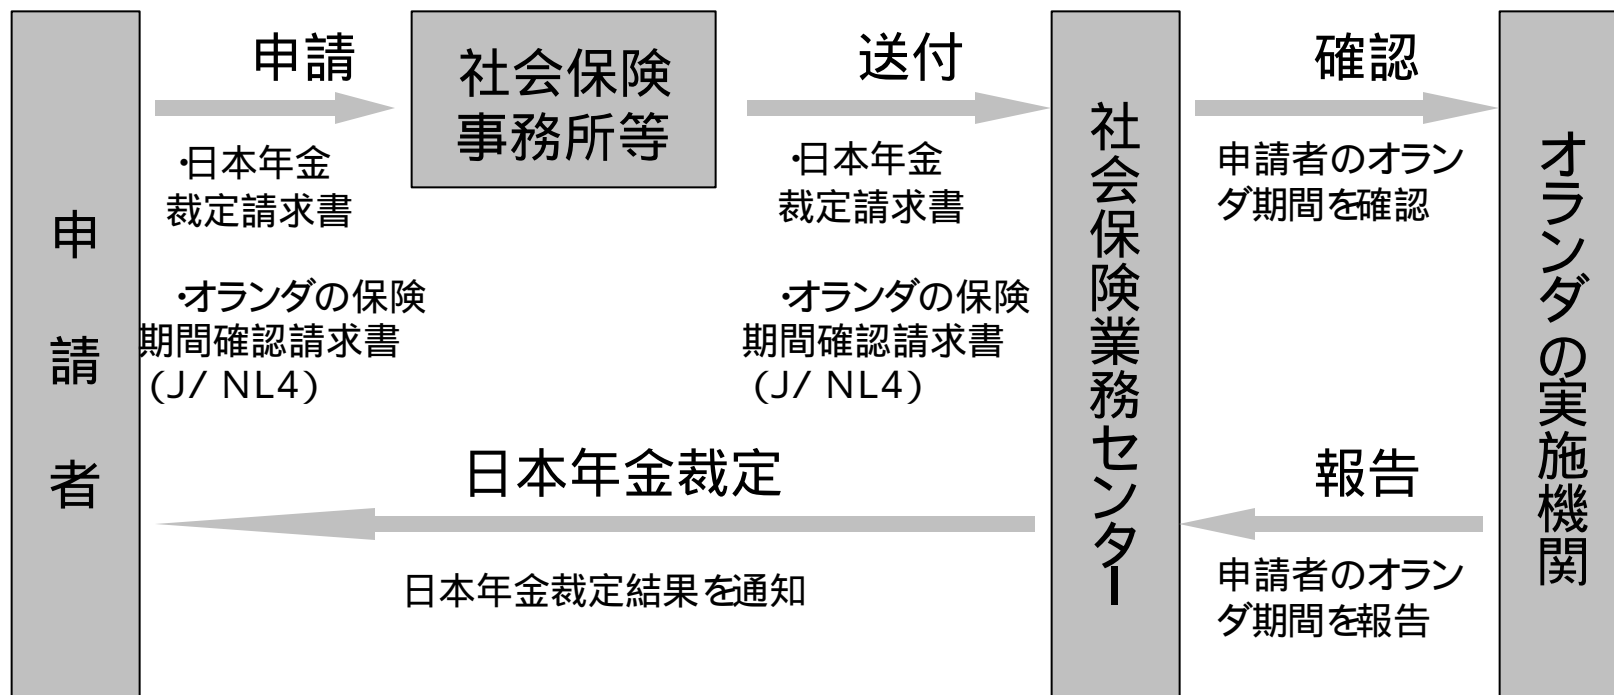 申請者
申請
・日本年金
裁定請求書
・オランダの保険
期間確認請求書
(J/ NL4)
社会保険
事務所等
送付
・日本年金
裁定請求書
・オランダの保険
期間確認請求書
(J/ NL4)
社会保険業務センター
確認
申請者のオラン
ダ期間を確認
オランダの実施機関
報告
申請者のオラン
ダ期間を報告
日本年金裁定
日本年金裁定結果を通知